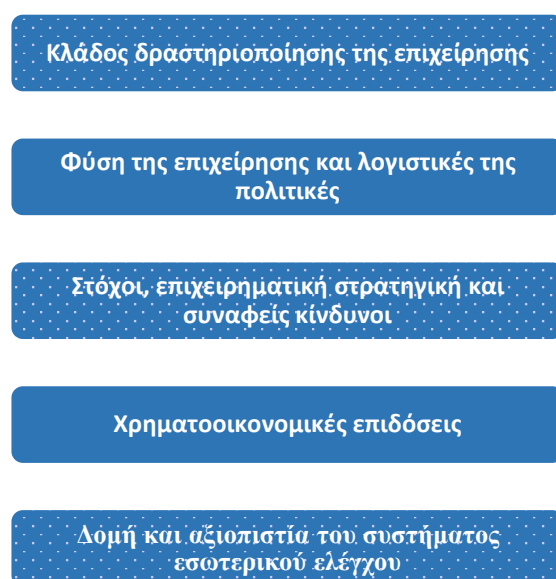 Κλάδος δραστηριοποίησης της επιχείρησης
Φύση της επιχείρησης και λογιστικές της
πολιτικές
Στόχοι, επιχειρηματική στρατηγική και
συναφείς κίνδυνοι
Χρηματοοικονομικές επιδόσεις
Δομή και αξιοπιστία του συστήματος
εσωτερικού ελέγχου